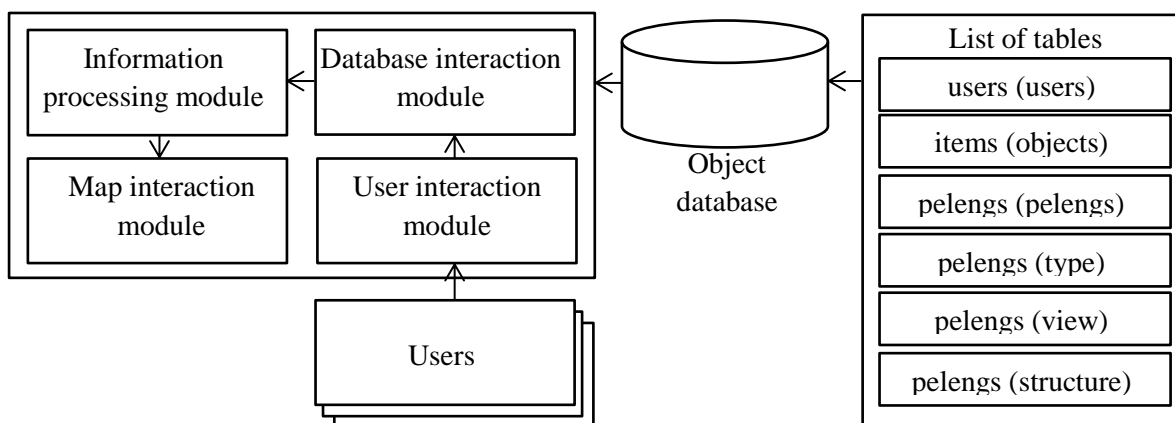 Information
processing module
Database interaction
module
Map interaction
module
User interaction
module
Users
Object
database
List of tables
users (users)
items (objects)
pelengs (pelengs)
pelengs (type)
pelengs (view)
pelengs (structure)